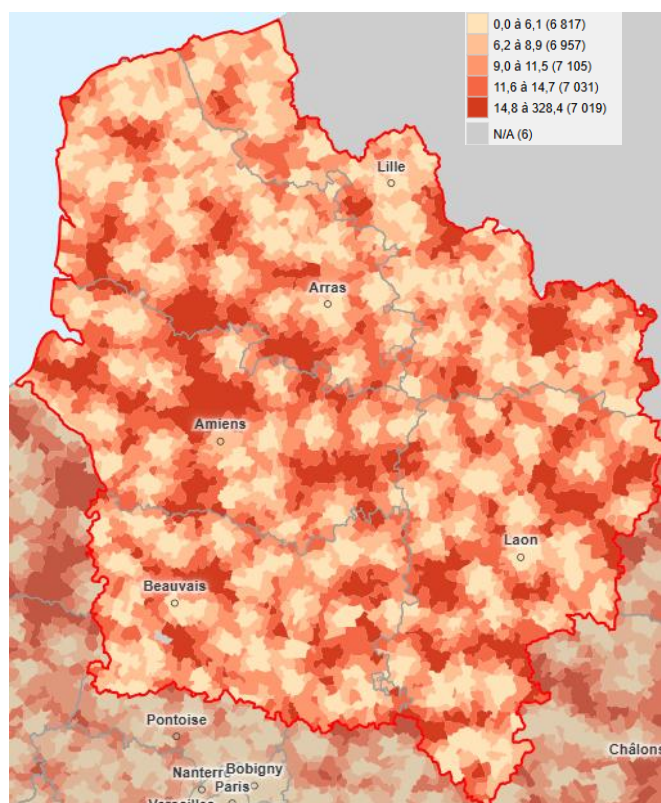 0,0 à 6,1 (6 817)
6,2 à 8,9 (6 957)
9,0 à 11,5 (7 105)
11,6 à 14,7 (7 031)
14,8 à 328,4 (7 019)
N/A (6)
Lille
Arras
Amiens
Laon
Beauvais
Pontoise
Châlons
Nanterre
Bobigny
Paris
Versailles